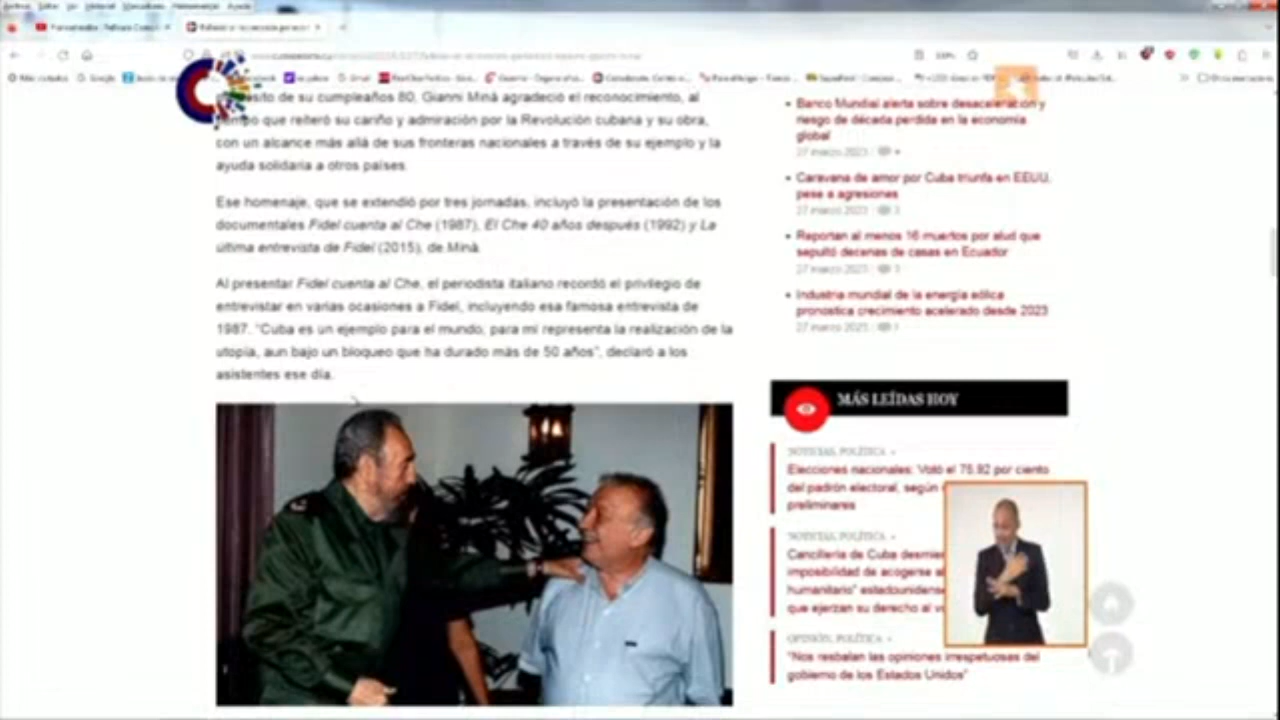 Archivo Editar Ver Historial Marcadores Herramientas Ayuda
de su cumpleaños 80, Gianni Minà agradeció el reconocimiento, al
que reiteró su cariño y admiración por la Revolución cubana y su obra,
con un alcance más allá de sus fronteras nacionales a través de su ejemplo y la
ayuda solidaria a otros países.
Ese homenaje, que se extendió por tres jornadas, incluyó la presentación de los
documentales Fidel cuenta al Che (1987), El Che 40 años después (1992) y La
última entrevista de Fidel (2015), de Minà.
Al presentar Fidel cuenta al Che, el periodista italiano recordó el privilegio de
entrevistar en varias ocasiones a Fidel, incluyendo esa famosa entrevista de
1987. "Cuba es un ejemplo para el mundo; para mí representa la realización de la
utopía, aun bajo un bloqueo que ha durado más de 50 años", declaró a los
asistentes ese día.
Banco Mundial alerta sobre desaceleración y
riesgo de década perdida en la economía
global
27 marzo 2023
Caravana de amor por Cuba triunfa en EEUU,
pese a agresiones
27 marzo 2023
Reportan al menos 16 muertos por alud que
sepultó decenas de casas en Ecuador
27 marzo 2023
Industria mundial de la energía eólica
pronostica crecimiento acelerado desde 2023
27 marzo 2023
MÁS LEÍDAS HOY
NOTICIAS, POLÍTICA
Elecciones nacionales: Votó el 75.92 por ciento
del padrón electoral, según
preliminares
NOTICIAS, POLÍTICA
Cancillería de Cuba
imposibilidad de acogerse
humanitario"
que ejerzan su derecho al
OPINIÓN, POLÍTICA
"Nos resbalan las opiniones irrespetuosas del
gobierno de los Estados Unidos"